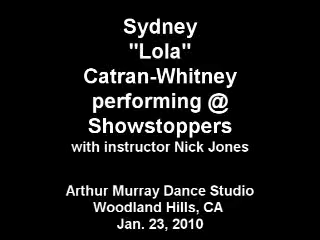 Sydney
"Lola"
Catran-Whitney
performing @
Showstoppers
with instructor Nick Jones
Arthur Murray Dance Studio
Woodland Hills, CA
Jan. 23, 2010